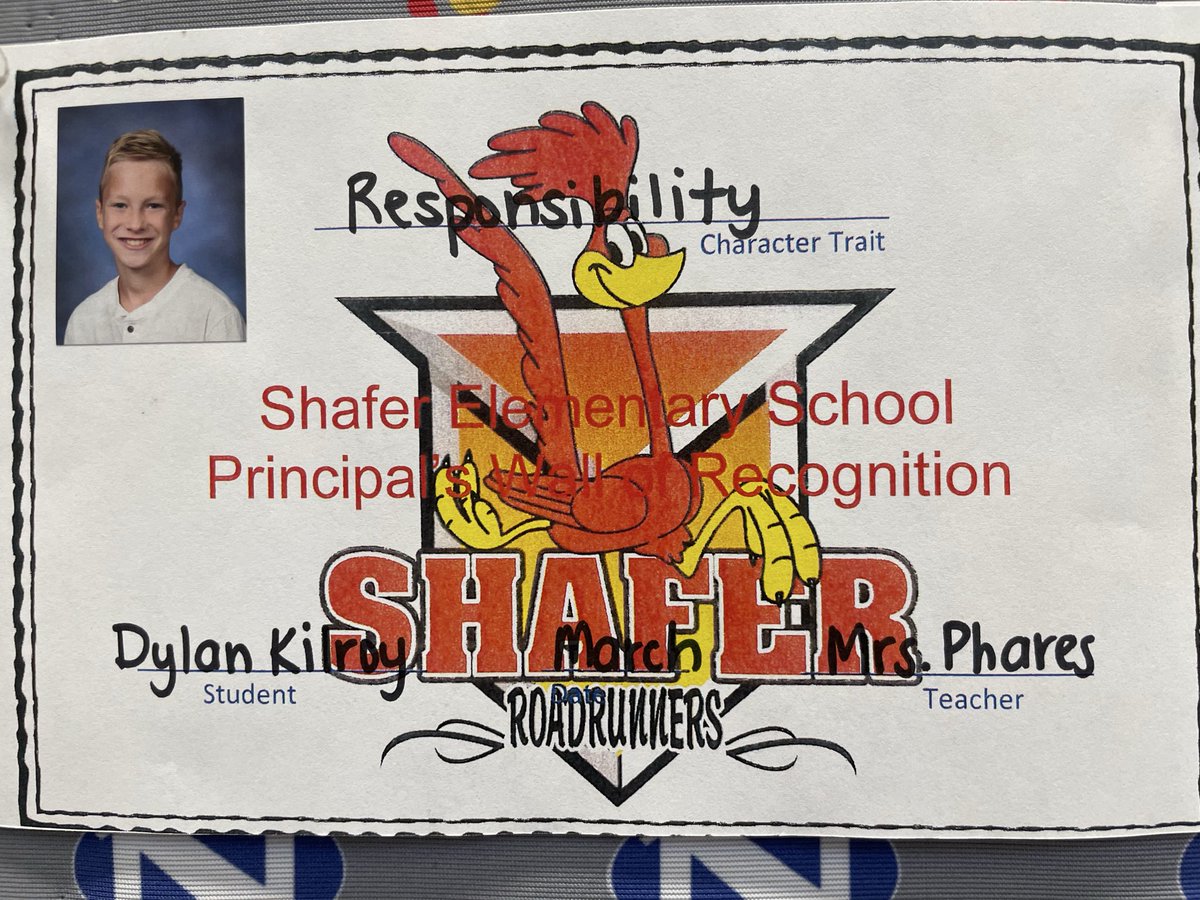 Responsibility
Character Trait
Shafer Elementary School
Principal's Wall of Recognition
SHAFER
Dylan Kilroy March Mrs. Phares
Student Date Teacher
ROADRUNNERS
N N